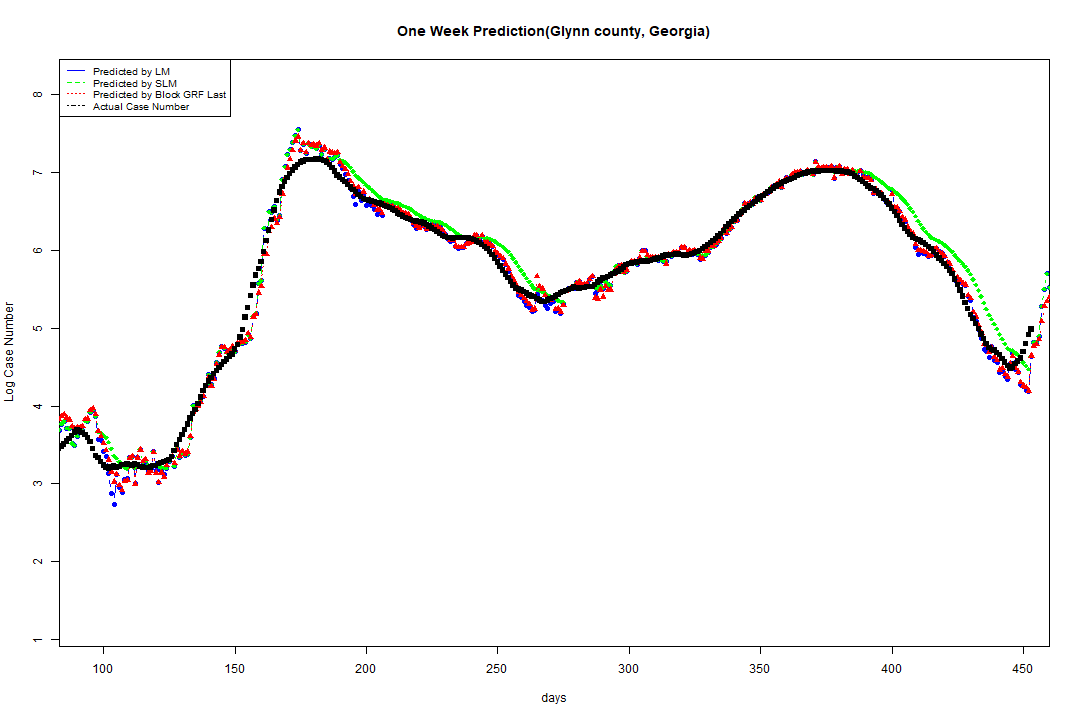 One Week Prediction(Glynn county, Georgia)
Predicted by LM
Predicted by SLM
Predicted by Block GRF Last
Actual Case Number
8
7
6
5
4
3
2
1
Log Case Number
100 150 200 250 300 350 400 450
days